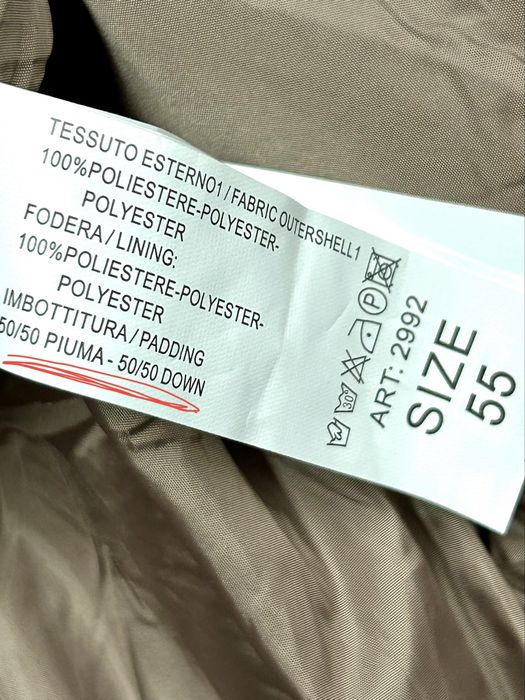 TESSUTO ESTERNO1 / FABRIC OUTERSHELL1
100%POLIESTERE-POLYESTER-
POLYESTER
FODERA / LINING:
100%POLIESTERE-POLYESTER-
POLYESTER
IMBOTTITURA / PADDING
50/50 PIUMA - 50/50 DOWN
30°
P
ART: 2992
SIZE
55